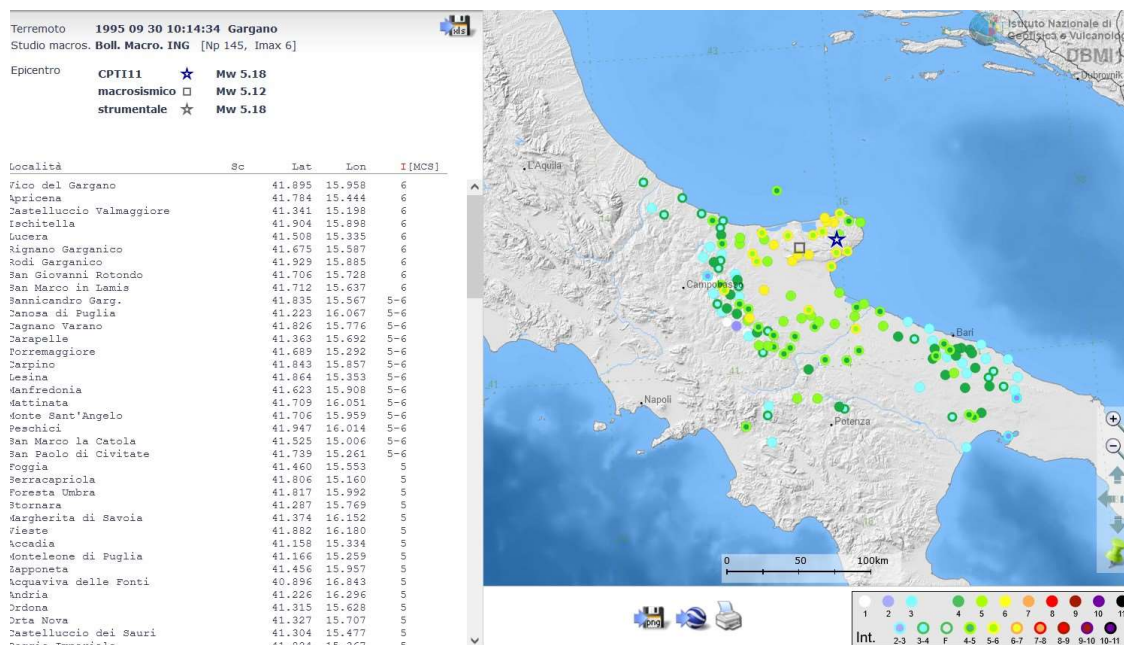 Terremoto 1995 09 30 10:14:34 Gargano
Studio macros. Boll. Macro. ING [Np 145, Imax 6]
Epicentro CPTI11 Mw 5.18
macrosismico Mw 5.12
strumentale Mw 5.18
xls
Località Sc Lat Lon I[MCS]
Vico del Gargano 41.895 15.958 6
Apricena 41.784 15.444 6
Castelluccio Valmaggiore 41.341 15.198 6
Ischitella 41.904 15.898 6
Lucera 41.508 15.335 6
Rignano Garganico 41.675 15.587 6
Rodi Garganico 41.929 15.885 6
San Giovanni Rotondo 41.706 15.728 6
San Marco in Lamis 41.712 15.637 6
Sannicandro Garg. 41.835 15.567 5-6
Canosa di Puglia 41.223 16.067 5-6
Cagnano Varano 41.826 15.776 5-6
Carapelle 41.363 15.692 5-6
Torremaggiore 41.689 15.292 5-6
Carpino 41.843 15.857 5-6
Lesina 41.864 15.353 5-6
Manfredonia 41.623 15.908 5-6
Mattinata 41.709 16.051 5-6
Monte Sant'Angelo 41.706 15.959 5-6
Peschici 41.947 16.014 5-6
San Marco la Catola 41.525 15.006 5-6
San Paolo di Civitate 41.739 15.261 5-6
Foggia 41.460 15.553 5
Serracapriola 41.806 15.160 5
Foresta Umbra 41.817 15.992 5
Stornara 41.287 15.769 5
Margherita di Savoia 41.374 16.152 5
Vieste 41.882 16.180 5
Accadia 41.158 15.334 5
Monteleone di Puglia 41.166 15.259 5
Zapponeta 41.456 15.957 5
Acquaviva delle Fonti 40.896 16.843 5
Andria 41.226 16.296 5
Ordona 41.315 15.628 5
Orta Nova 41.327 15.707 5
Castelluccio dei Sauri 41.304 15.477 5
Istituto Nazionale di
Geofisica e Vulcanolog
DBMI1
Dubrovnik
L'Aquila
Campobasso
Bari
Napoli
Potenza
0 50 100km
png
1 2 3 4 5 6 7 8 9 10 11
Int. 2-3 3-4 F 4-5 5-6 6-7 7-8 8-9 9-10 10-11